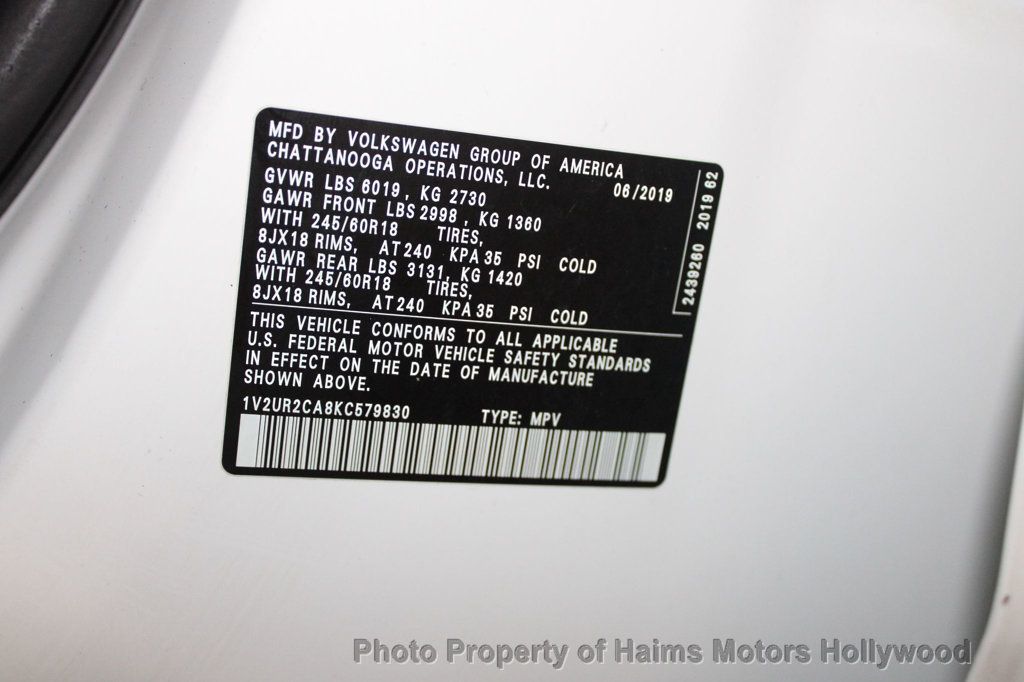 MFD BY VOLKSWAGEN GROUP OF AMERICA
CHATTANOOGA OPERATIONS, LLC.
06/2019
GVWR LBS 6019, KG 2730
GAWR FRONT LBS 2998, KG 1360
WITH 245/60R18 TIRES,
8JX18 RIMS, AT 240 KPA 35 PSI COLD
GAWR REAR LBS 3131, KG 1420
WITH 245/60R18 TIRES,
8JX18 RIMS, AT 240 KPA 35 PSI COLD
2439260 2019 62
THIS VEHICLE CONFORMS TO ALL APPLICABLE
U.S. FEDERAL MOTOR VEHICLE SAFETY STANDARDS
IN EFFECT ON THE DATE OF MANUFACTURE
SHOWN ABOVE.
1V2UR2CA8KC579830 TYPE: MPV
Photo Property of Haims Motors Hollywood